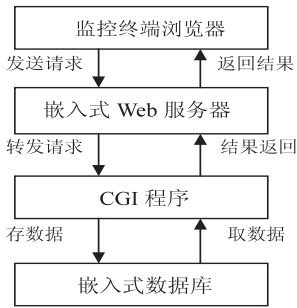 监控终端浏览器
发送请求
返回结果
嵌入式 Web 服务器
转发请求
结果返回
CGI 程序
存数据
取数据
嵌入式数据库